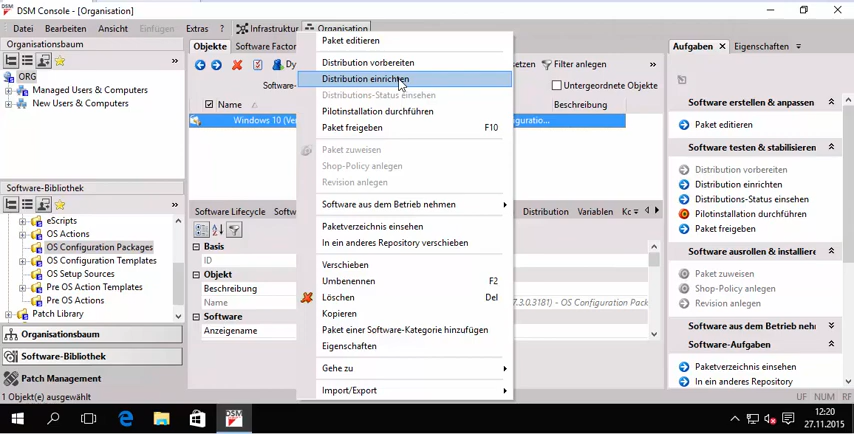 DSM Console - [Organisation]
Datei Bearbeiten Ansicht Einfügen Extras ? Infrastruktur Organisation
Organisationsbaum
ORG
Managed Users & Computers
New Users & Computers
Software-Bibliothek
eScripts
OS Actions
OS Configuration Packages
OS Configuration Templates
OS Setup Sources
Pre OS Action Templates
Pre OS Actions
Patch Library
Organisationsbaum
Software-Bibliothek
Patch Management
1 Objekt(e) ausgewählt
Objekte Software Factor
Dy
Software-
Name
Windows 10 (Ver
Software Lifecycle Softw
Basis
ID
Objekt
Beschreibung
Name
Software
Anzeigename
Paket editieren
Distribution vorbereiten
Distribution einrichten
Distributions-Status einsehen
Pilotinstallation durchführen
Paket freigeben F10
Paket zuweisen
Shop-Policy anlegen
Revision anlegen
Software aus dem Betrieb nehmen
Paketverzeichnis einsehen
In ein anderes Repository verschieben
Verschieben
Umbenennen F2
Löschen Del
Kopieren
Paket einer Software-Kategorie hinzufügen
Eigenschaften
Gehe zu
Import/Export
setzen Filter anlegen
Untergeordnete Objekte
Beschreibung
onfiguratio...
Distribution Variablen Kc
7.3.0.3181) - OS Configuration Pack
Aufgaben Eigenschaften
Software erstellen & anpassen
Paket editieren
Software testen & stabilisieren
Distribution vorbereiten
Distribution einrichten
Distributions-Status einsehen
Pilotinstallation durchführen
Paket freigeben
Software ausrollen & installiere
Paket zuweisen
Shop-Policy anlegen
Revision anlegen
Software aus dem Betrieb nehm
Software-Aufgaben
Paketverzeichnis einsehen
In ein anderes Repository
UF NUM RF
DSM
12:20
27.11.2015